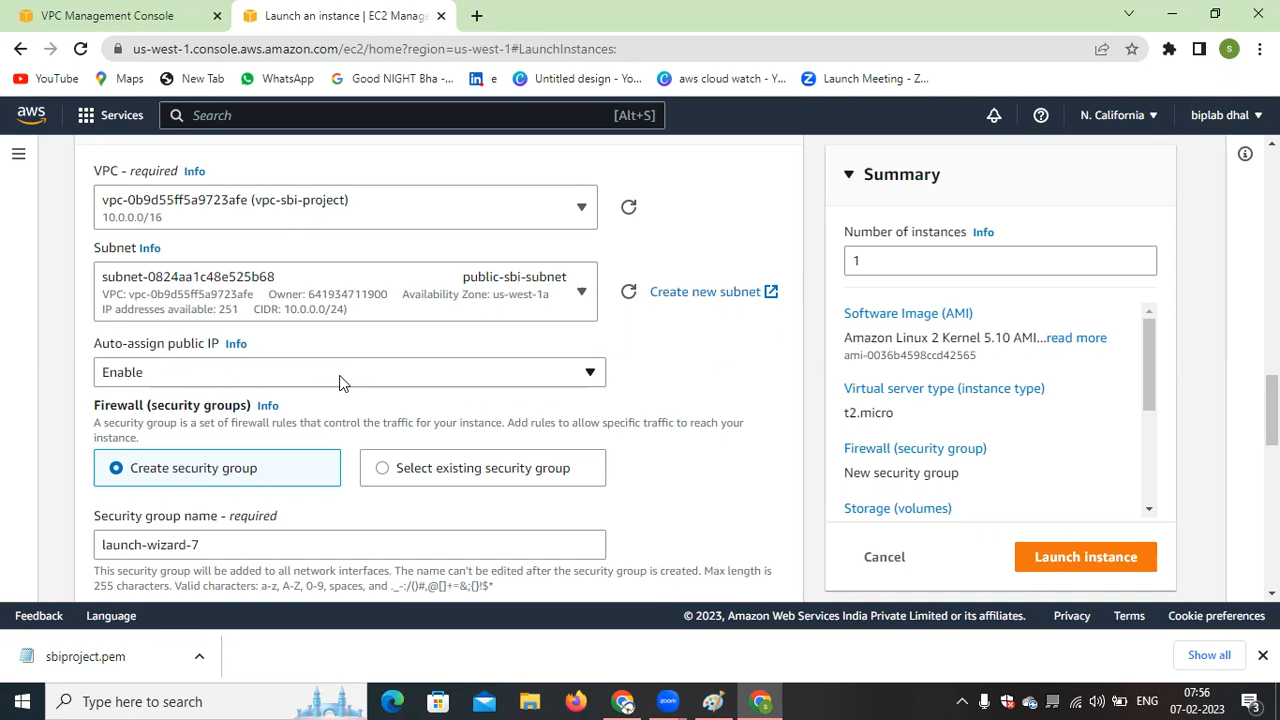 VPC Management Console
Launch an instance | EC2 Manage
us-west-1.console.aws.amazon.com/ec2/home?region=us-west-1#LaunchInstances:
S
YouTube
Maps
New Tab
WhatsApp
Good NIGHT Bha - ...
in e
Untitled design - Yo...
aws cloud watch - Y...
Launch Meeting - Z...
aws
Services
Search
[Alt+S]
N. California
biplab dhal
VPC - required Info
vpc-0b9d55ff5a9723afe (vpc-sbi-project)
10.0.0.0/16
Subnet Info
subnet-0824aa1c48e525b68 public-sbi-subnet
VPC: vpc-0b9d55ff5a9723afe Owner: 641934711900 Availability Zone: us-west-1a
IP addresses available: 251 CIDR: 10.0.0.0/24)
Create new subnet
Auto-assign public IP Info
Enable
Firewall (security groups) Info
A security group is a set of firewall rules that control the traffic for your instance. Add rules to allow specific traffic to reach your
instance.
Create security group
Select existing security group
Security group name - required
launch-wizard-7
This security group will be added to all network interfaces. The name can't be edited after the security group is created. Max length is
255 characters. Valid characters: a-z, A-Z, 0-9, spaces, and ._-:/()#,@[]+=&;{}!$*
Summary
Number of instances Info
1
Software Image (AMI)
Amazon Linux 2 Kernel 5.10 AMI...read more
ami-0036b4598ccd42565
Virtual server type (instance type)
t2.micro
Firewall (security group)
New security group
Storage (volumes)
Cancel
Launch instance
Feedback
Language
© 2023, Amazon Web Services India Private Limited or its affiliates.
Privacy
Terms
Cookie preferences
sbiproject.pem
Show all
Type here to search
zoom
ENG
07:56
07-02-2023
3